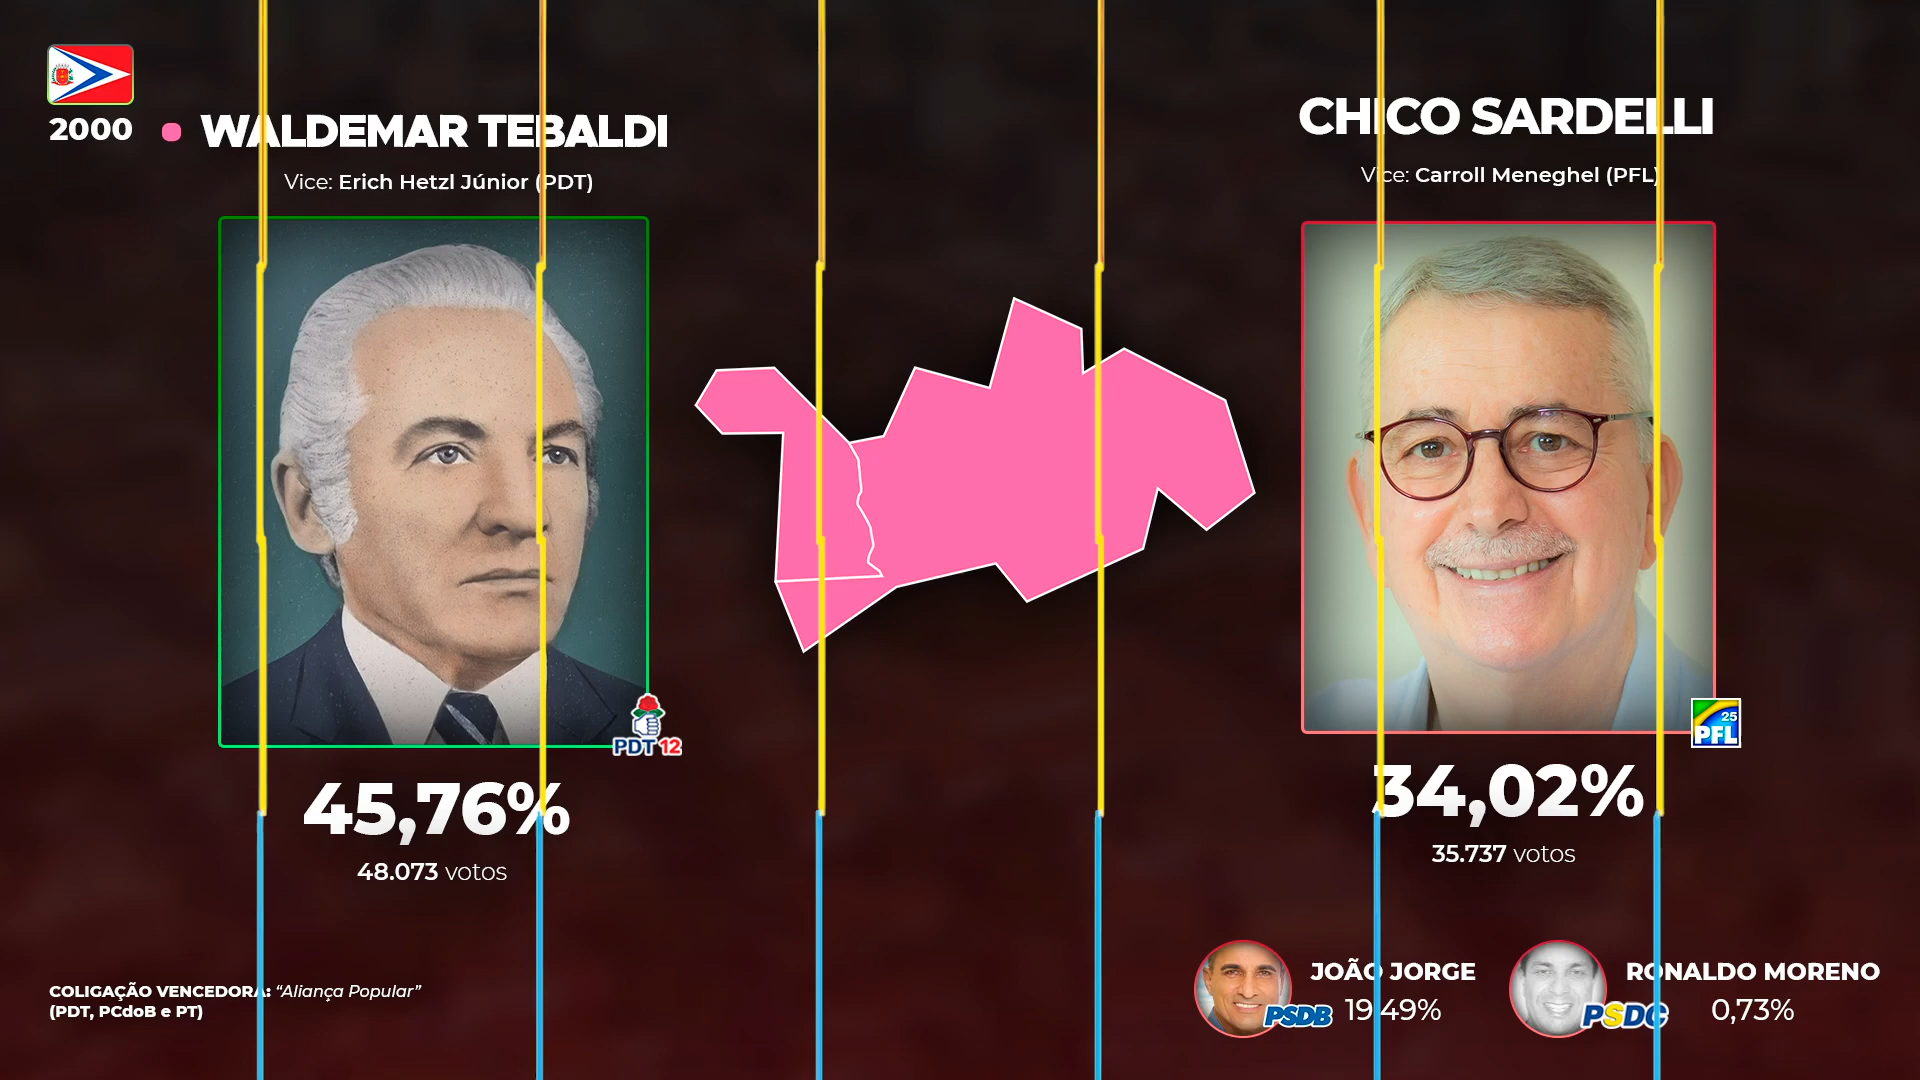 2000
WALDEMAR TEBALDI
Vice: Erich Hetzl Júnior (PDT)
PDT 12
45,76%
48.073 votos
CHICO SARDELLI
Vice: Carroll Meneghel (PFL)
25
PFL
34,02%
35.737 votos
COLIGAÇÃO VENCEDORA: “Aliança Popular”
(PDT, PCdoB e PT)
JOÃO JORGE
PSDB
19,49%
RONALDO MORENO
PSDC
0,73%